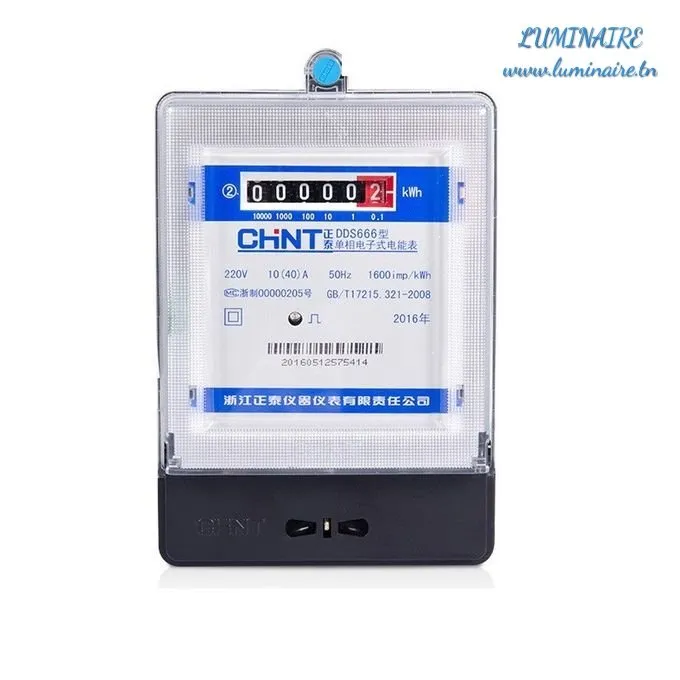 LUMINAIRE
www.luminaire.tn
② 000002 kWh
10000 1000 100 10 1 0.1
CHNT 正泰 DDS666型
单相电子式电能表
220V 10(40)A 50Hz 1600imp/kWh
MC 浙制00000205号 GB/T17215.321-2008
2016年
20160512575414
浙江正泰仪器仪表有限责任公司
CHNT